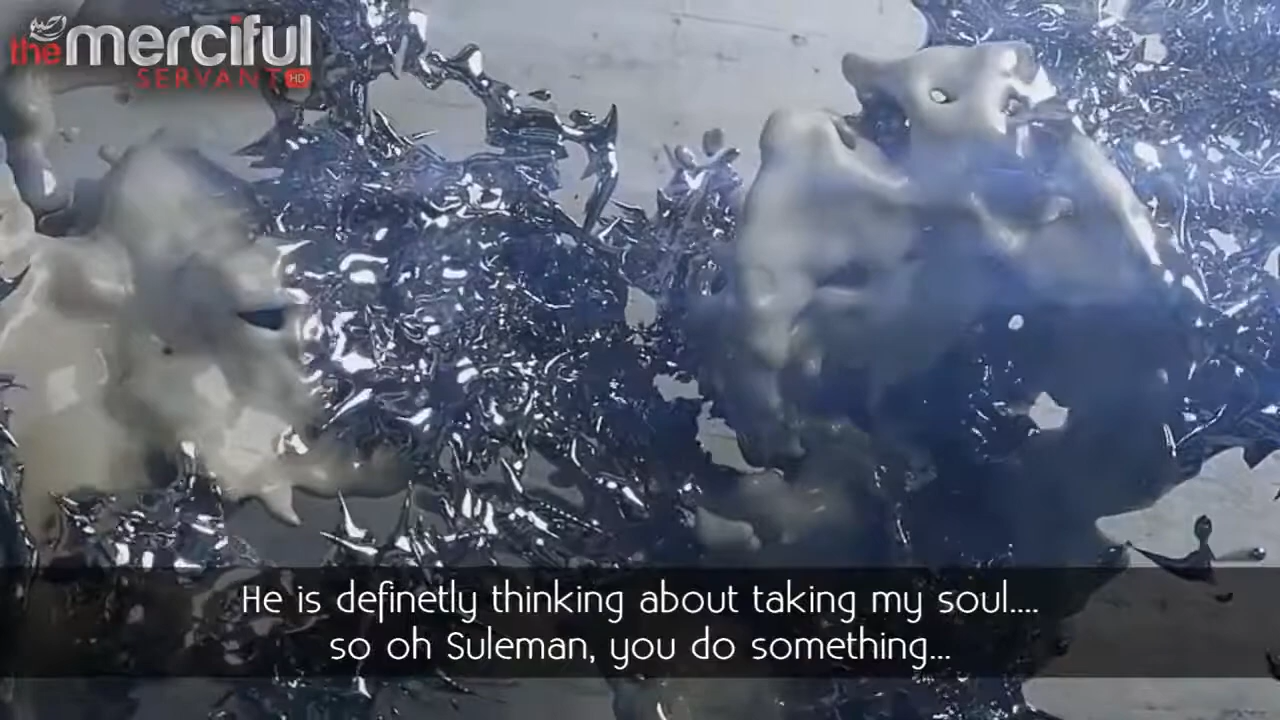 the merciful
SERVANT HD
He is definetly thinking about taking my soul....
so oh Suleman, you do something...